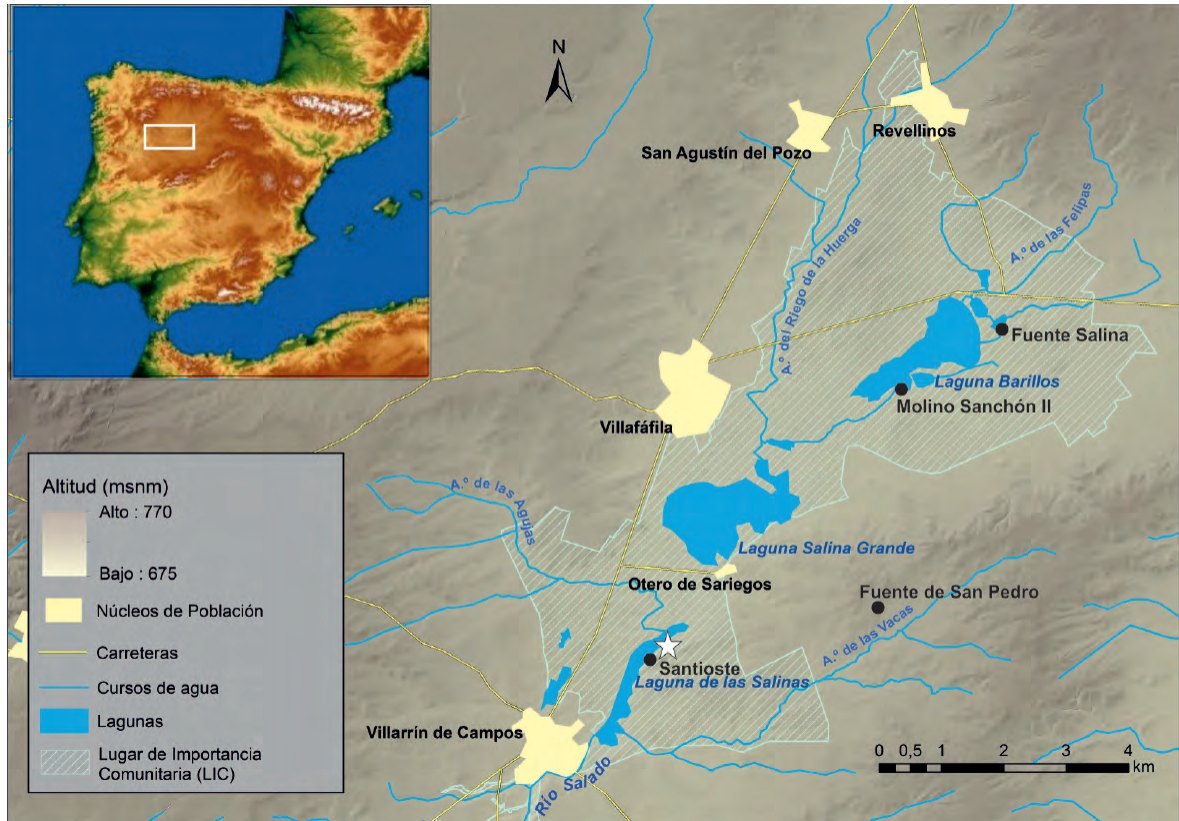 N
Revellinos
San Agustín del Pozo
A.º de las Felipas
A.º del Riego de la Huerga
Fuente Salina
Laguna Barillos
Molino Sanchón II
Villafáfila
A.º de las Agujas
Laguna Salina Grande
Otero de Sariegos
Fuente de San Pedro
A.º de las Vacas
Santioste
Laguna de las Salinas
Villarrín de Campos
Río Salado
Altitud (msnm)
Alto : 770
Bajo : 675
Núcleos de Población
Carreteras
Cursos de agua
Lagunas
Lugar de Importancia
Comunitaria (LIC)
0 0,5 1 2 3 4
km